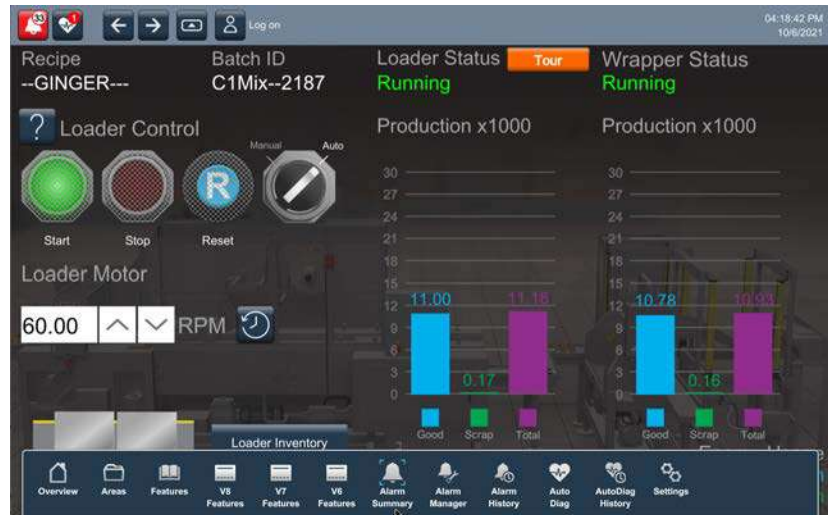 33
1
Log on
04:18:42 PM
10/6/2021
Recipe
--GINGER---
Batch ID
C1Mix--2187
Loader Status
Tour
Running
Wrapper Status
Running
? Loader Control
Manual
Auto
R
Start
Stop
Reset
Production x1000
30
27
24
21
18
15
12
9
6
3
0
11.00
0.17
11.18
Good
Scrap
Total
Production x1000
30
27
24
21
18
15
12
9
6
3
0
10.78
0.16
10.93
Good
Scrap
Total
Loader Motor
60.00
RPM
Loader Inventory
Overview
Areas
Features
V8 Features
V7 Features
V6 Features
Alarm Summary
Alarm Manager
Alarm History
Auto Diag
AutoDiag History
Settings